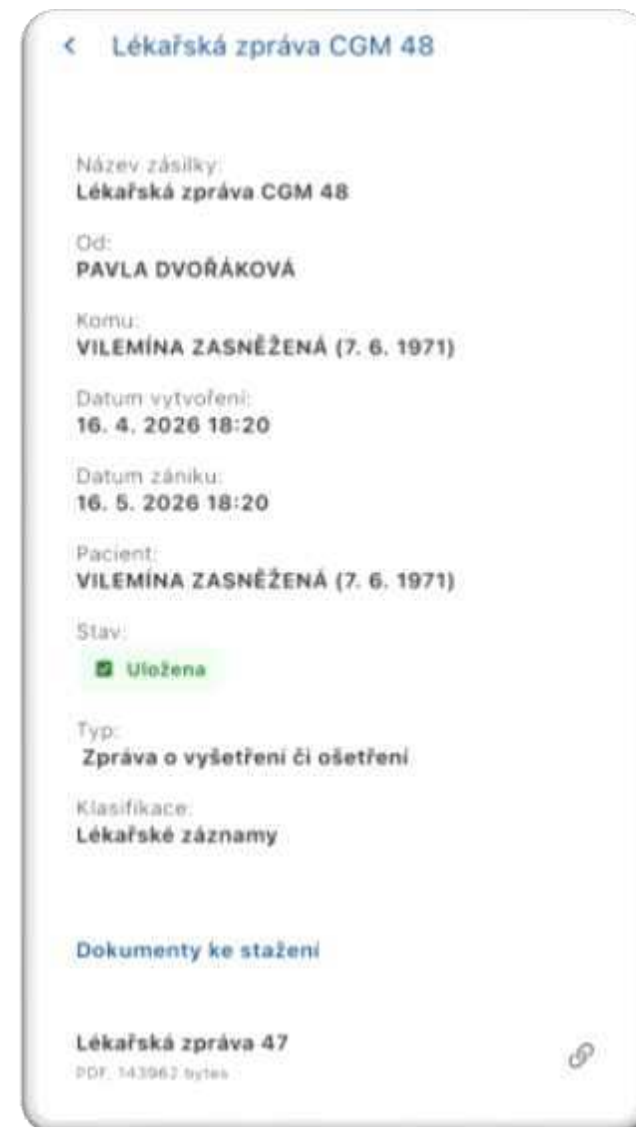 Lékařská zpráva CGM 48
Název zásilky:
Lékařská zpráva CGM 48
Od:
PAVLA DVOŘÁKOVÁ
Komu:
VILEMÍNA ZASNĚŽENÁ (7. 6. 1971)
Datum vytvoření:
16. 4. 2026 18:20
Datum zániku:
16. 5. 2026 18:20
Pacient:
VILEMÍNA ZASNĚŽENÁ (7. 6. 1971)
Stav:
Uložena
Typ:
Zpráva o vyšetření či ošetření
Klasifikace:
Lékařské záznamy
Dokumenty ke stažení
Lékařská zpráva 47
PDF, 143962 bytes